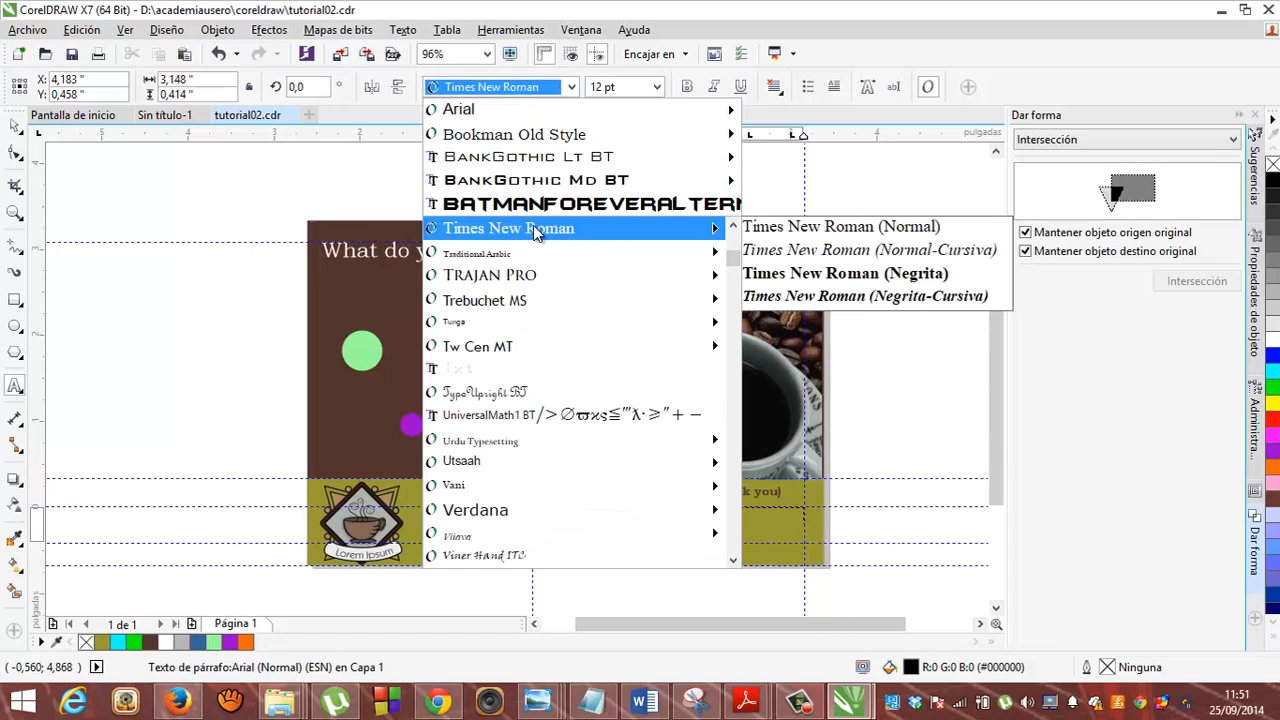 CorelDRAW X7 (64 Bit) - D:\academiausero\coreldraw\tutorial02.cdr
Archivo Edición Ver Diseño Objeto Efectos Mapas de bits Texto Tabla Herramientas Ventana Ayuda
96% Encajar en
X: 4,183 " 3,148 " 0,0 ° Times New Roman 12 pt
Y: 0,458 " 0,414 "
Pantalla de inicio Sin título-1 tutorial02.cdr
Dar forma
Intersección
Mantener objeto origen original
Mantener objeto destino original
Intersección
pulgadas
Arial
Bookman Old Style
BankGothic Lt BT
BankGothic Md BT
BATMANFOREVERALTERN
Times New Roman
Traditional Arabic
TRAJAN PRO
Trebuchet MS
Tunga
Tw Cen MT
Txt
TypoUpright BT
UniversalMath1 BT
Urdu Typesetting
Utsaah
Vani
Verdana
Vijaya
Viner Hand ITC
Times New Roman (Normal)
Times New Roman (Normal-Cursiva)
Times New Roman (Negrita)
Times New Roman (Negrita-Cursiva)
What do y
k you)
Lorem Ipsum
Sugerencias
Propiedades de objeto
Administ...
Dar forma
pulgadas
1 de 1 Página 1
(-0,560; 4,868) Texto de párrafo:Arial (Normal) (ESN) en Capa 1 R:0 G:0 B:0 (#000000) Ninguna
11:51
25/09/2014